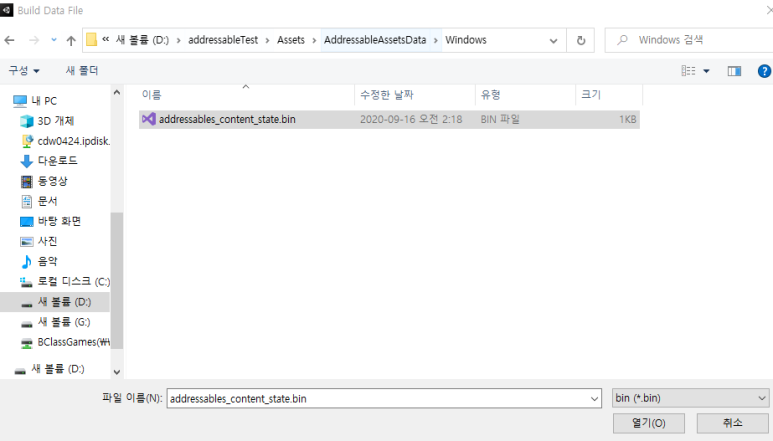 Build Data File
« 새 볼륨 (D:) › addressableTest › Assets › AddressableAssetsData › Windows
Windows 검색
구성 새 폴더
이름 수정한 날짜 유형 크기
내 PC
3D 개체
cdw0424.ipdisk.
다운로드
동영상
문서
바탕 화면
사진
음악
로컬 디스크 (C:)
새 볼륨 (D:)
새 볼륨 (G:)
BClassGames(₩
새 볼륨 (D:)
addressables_content_state.bin 2020-09-16 오전 2:18 BIN 파일 1KB
파일 이름(N): addressables_content_state.bin bin (*.bin)
열기(O) 취소